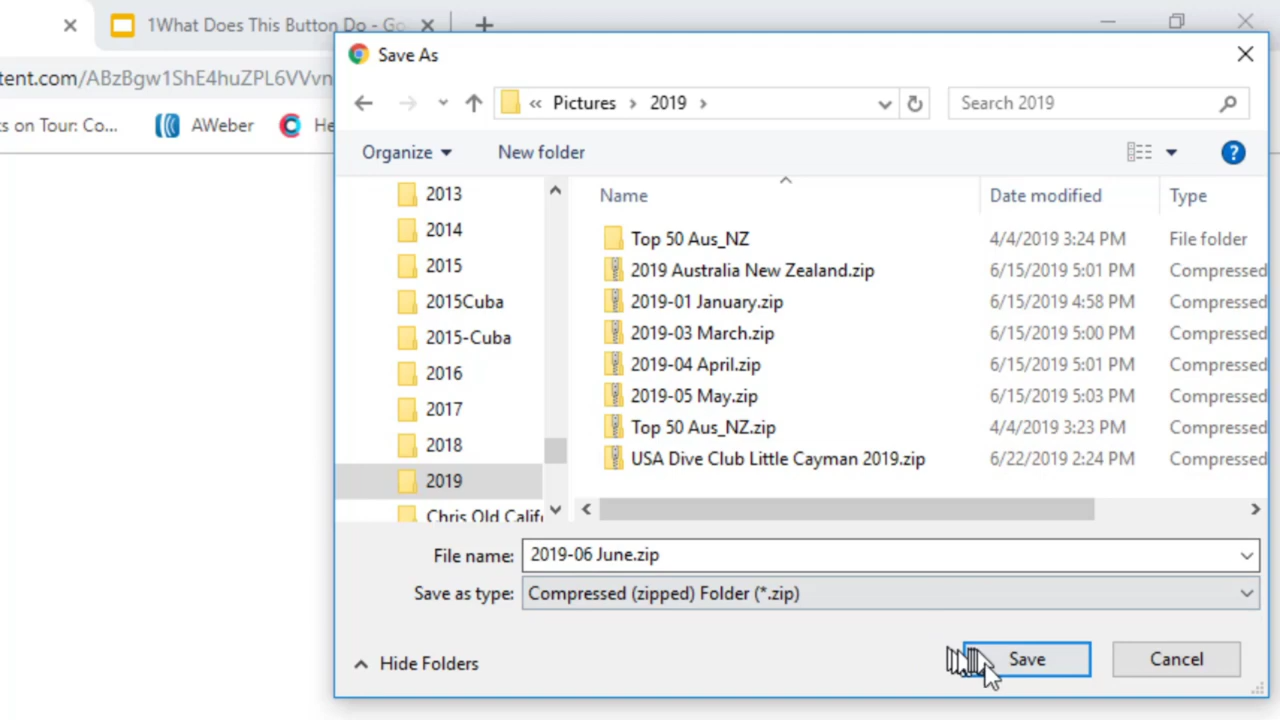 1What Does This Button Do - Go
Save As
tent.com/ABzBgw1ShE4huZPL6VVvn
« Pictures › 2019 ›
Search 2019
ts on Tour: Co...
AWeber
He
Organize
New folder
?
Name
Date modified
Type
2013
2014
2015
2015Cuba
2015-Cuba
2016
2017
2018
2019
Chris Old Calif
Top 50 Aus_NZ 4/4/2019 3:24 PM File folder
2019 Australia New Zealand.zip 6/15/2019 5:01 PM Compressed
2019-01 January.zip 6/15/2019 4:58 PM Compressed
2019-03 March.zip 6/15/2019 5:00 PM Compressed
2019-04 April.zip 6/15/2019 5:01 PM Compressed
2019-05 May.zip 6/15/2019 5:03 PM Compressed
Top 50 Aus_NZ.zip 4/4/2019 3:23 PM Compressed
USA Dive Club Little Cayman 2019.zip 6/22/2019 2:24 PM Compressed
File name: 2019-06 June.zip
Save as type: Compressed (zipped) Folder (*.zip)
Hide Folders
Save
Cancel